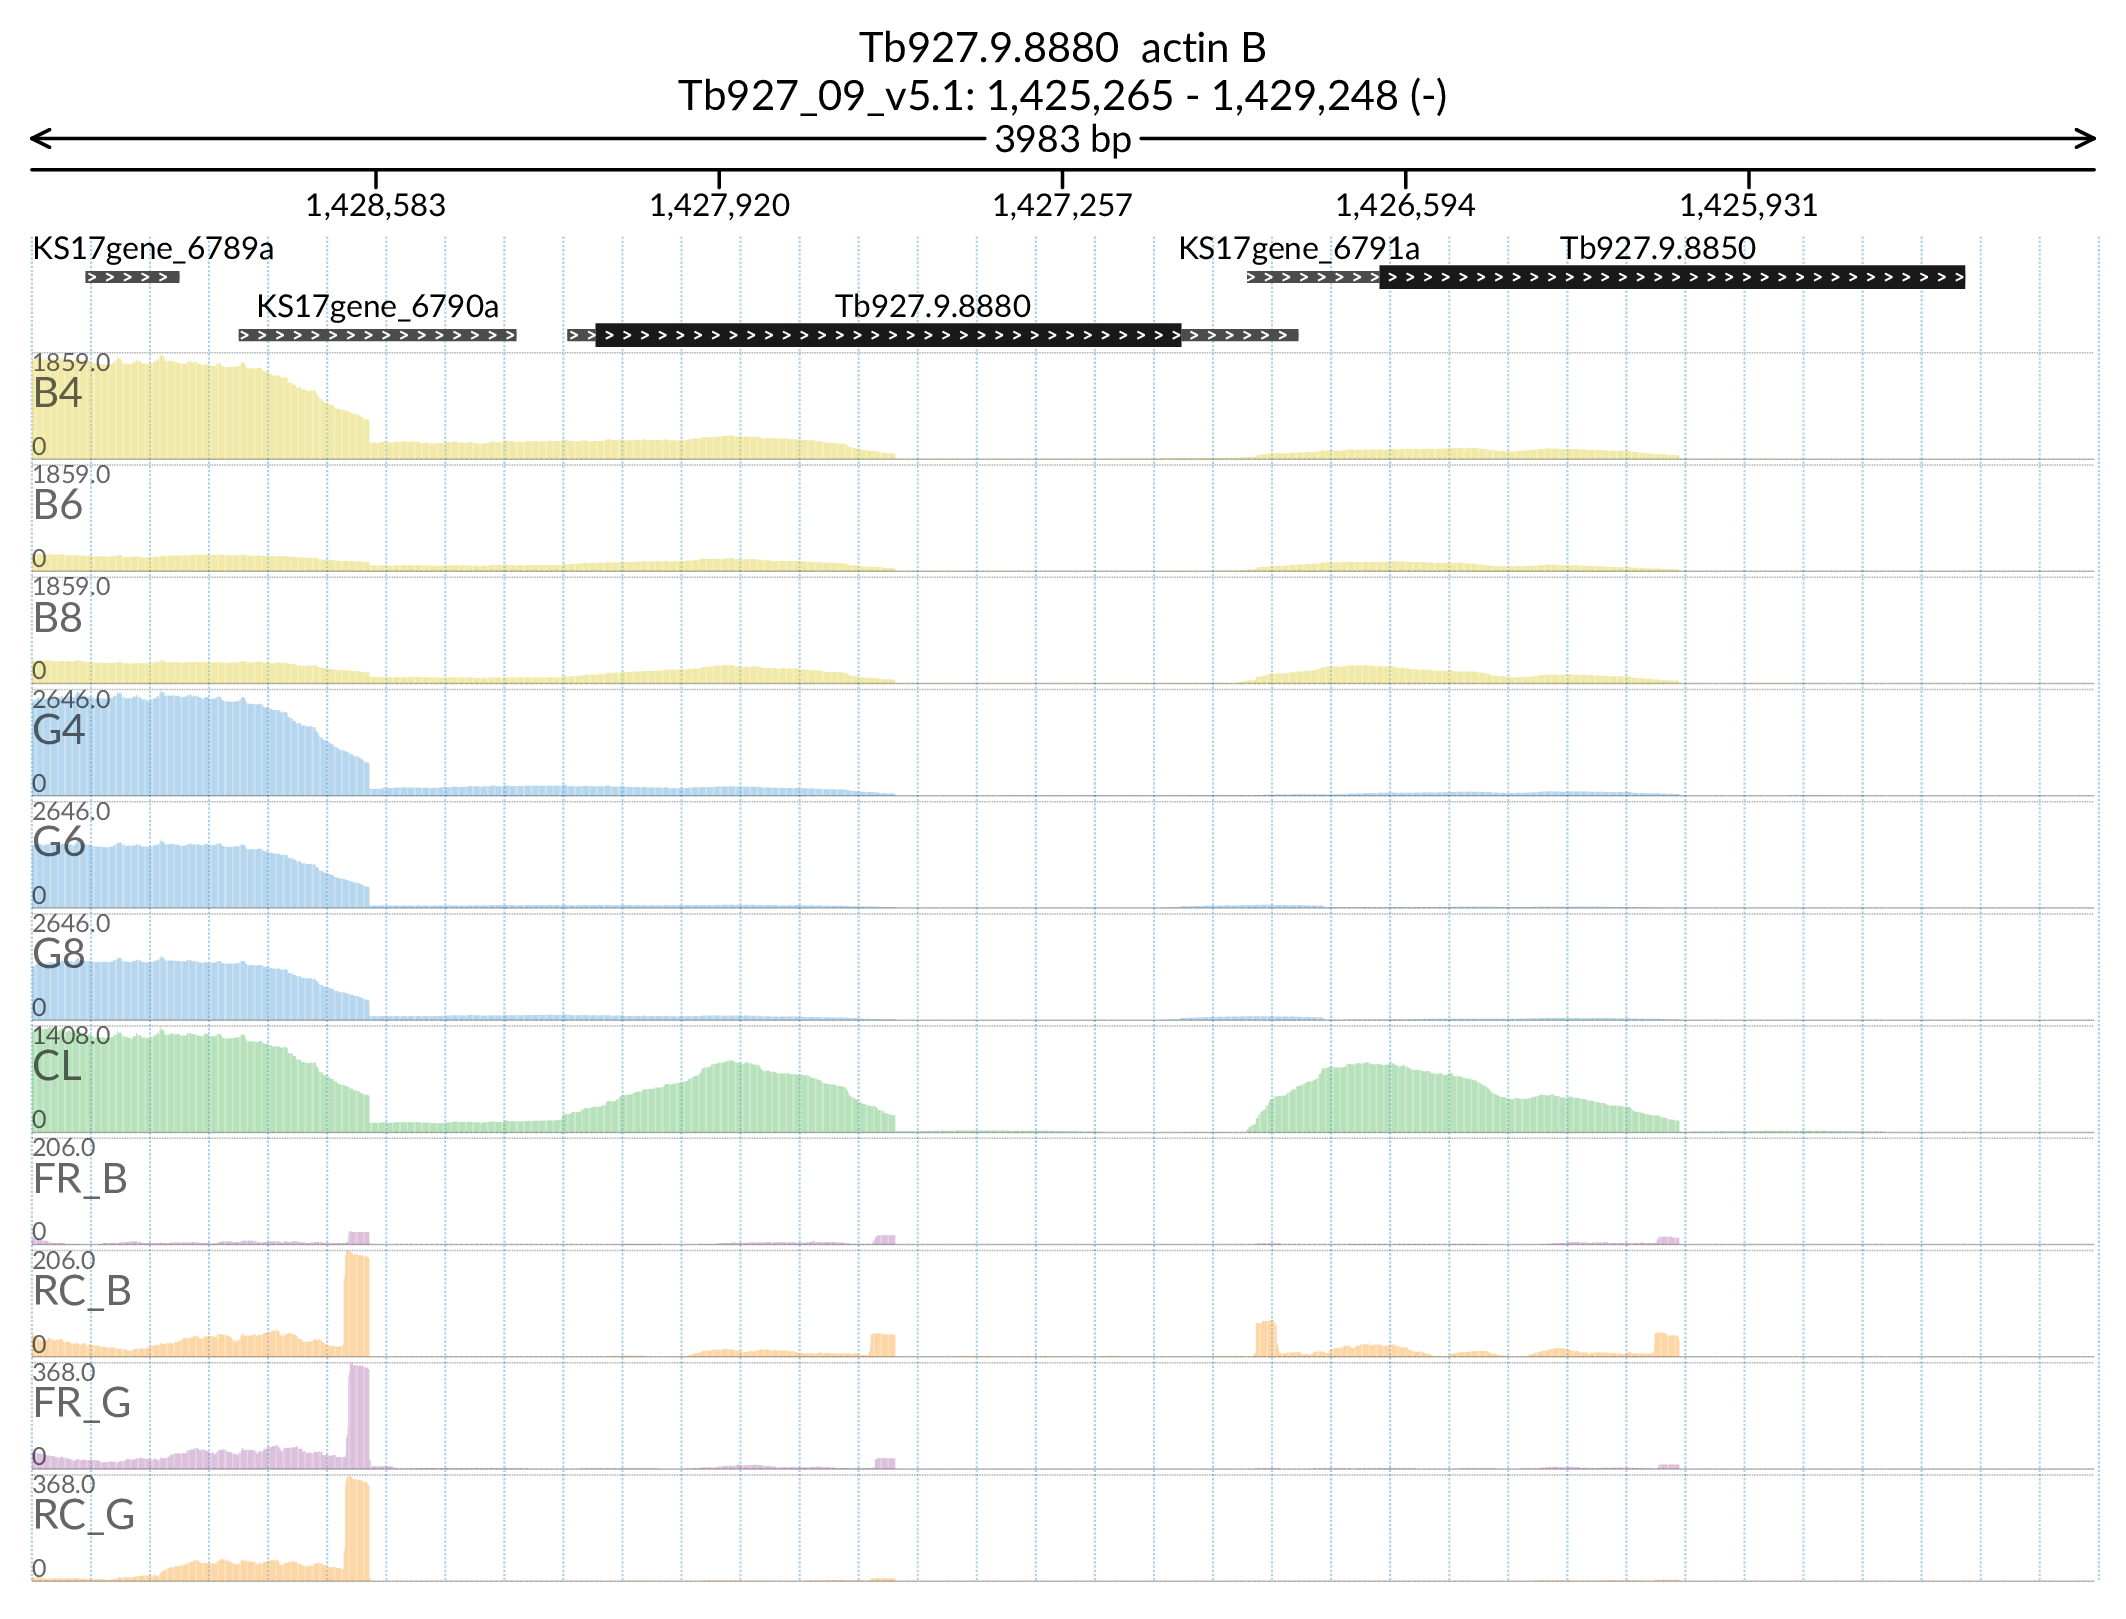 Tb927.9.8880  actin B
Tb927_09_v5.1: 1,425,265 - 1,429,248 (-)
3983 bp
1,428,583 1,427,920 1,427,257 1,426,594 1,425,931
KS17gene_6789a KS17gene_6791a Tb927.9.8850
KS17gene_6790a Tb927.9.8880
1859.0
B4
0
1859.0
B6
0
1859.0
B8
0
2646.0
G4
0
2646.0
G6
0
2646.0
G8
0
1408.0
CL
0
206.0
FR_B
0
206.0
RC_B
0
368.0
FR_G
0
368.0
RC_G
0